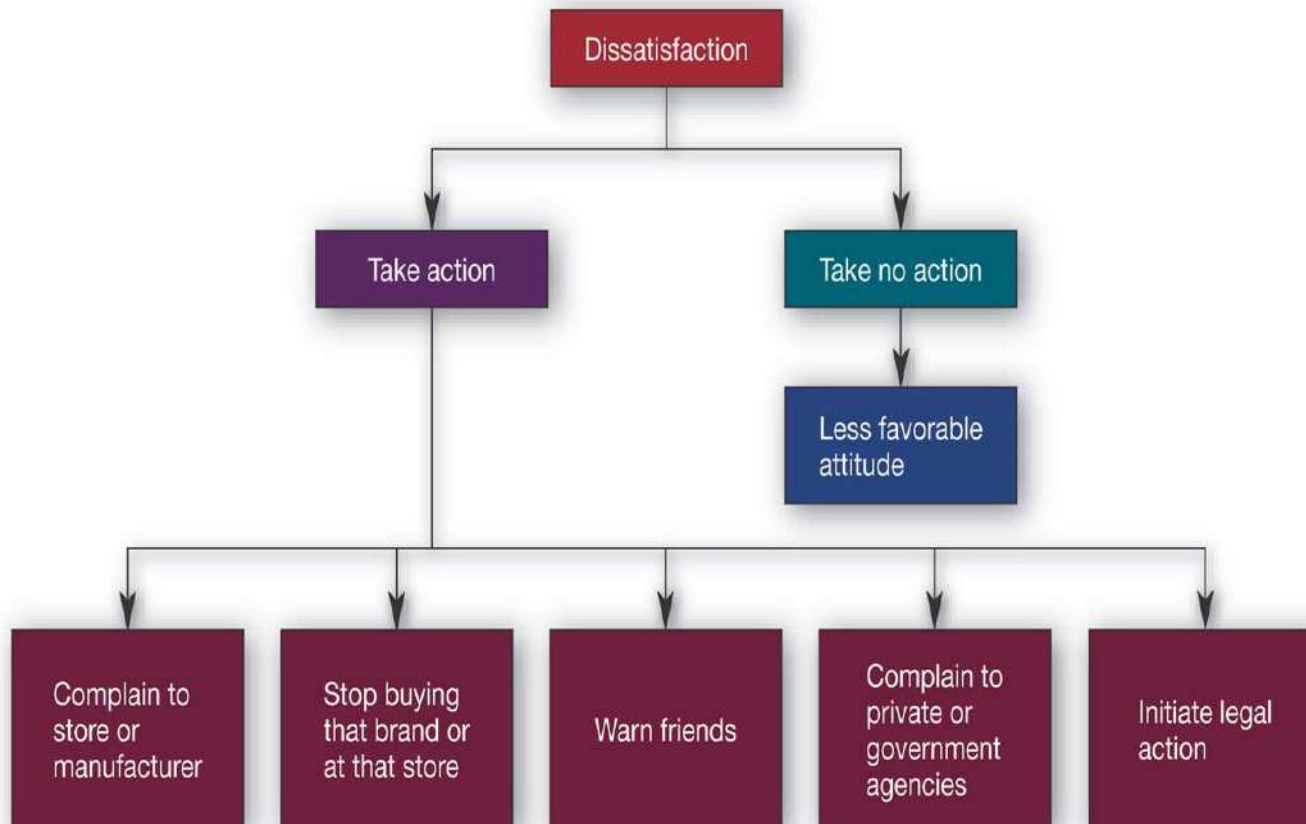 Dissatisfaction
Take action
Take no action
Less favorable
attitude
Complain to
store or
manufacturer
Stop buying
that brand or
at that store
Warn friends
Complain to
private or
government
agencies
Initiate legal
action